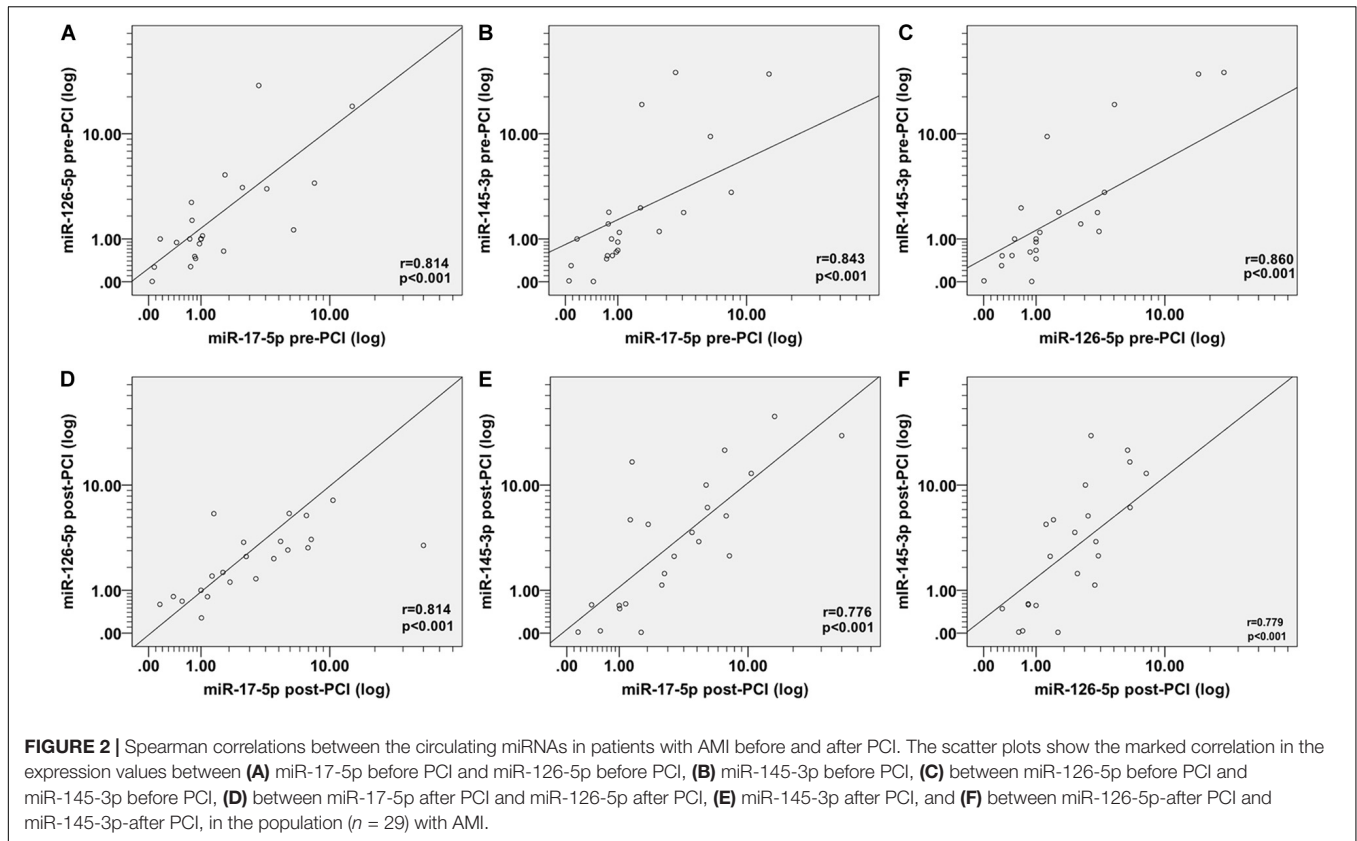 A
miR-126-5p pre-PCI (log)
10.00
1.00
.00
r=0.814
p<0.001
.00 1.00 10.00
miR-17-5p pre-PCI (log)
B
miR-145-3p pre-PCI (log)
10.00
1.00
.00
r=0.843
p<0.001
.00 1.00 10.00
miR-17-5p pre-PCI (log)
C
mIR-145-3p pre-PCI (log)
10.00
1.00
.00
r=0.860
p<0.001
.00 1.00 10.00
miR-126-5p pre-PCI (log)
D
miR-126-5p post-PCI (log)
10.00
1.00
.00
r=0.814
p<0.001
.00 1.00 10.00
miR-17-5p post-PCI (log)
E
miR-145-3p post-PCI (log)
10.00
1.00
.00
r=0.776
p<0.001
.00 1.00 10.00
miR-17-5p post-PCI (log)
F
miR-145-3p post-PCI (log)
10.00
1.00
.00
r=0.779
p<0.001
.00 1.00 10.00
miR-126-5p post-PCI (log)
FIGURE 2 | Spearman correlations between the circulating miRNAs in patients with AMI before and after PCI. The scatter plots show the marked correlation in the
expression values between (A) miR-17-5p before PCI and miR-126-5p before PCI, (B) miR-145-3p before PCI, (C) between miR-126-5p before PCI and
miR-145-3p before PCI, (D) between miR-17-5p after PCI and miR-126-5p after PCI, (E) miR-145-3p after PCI, and (F) between miR-126-5p-after PCI and
miR-145-3p-after PCI, in the population (n = 29) with AMI.